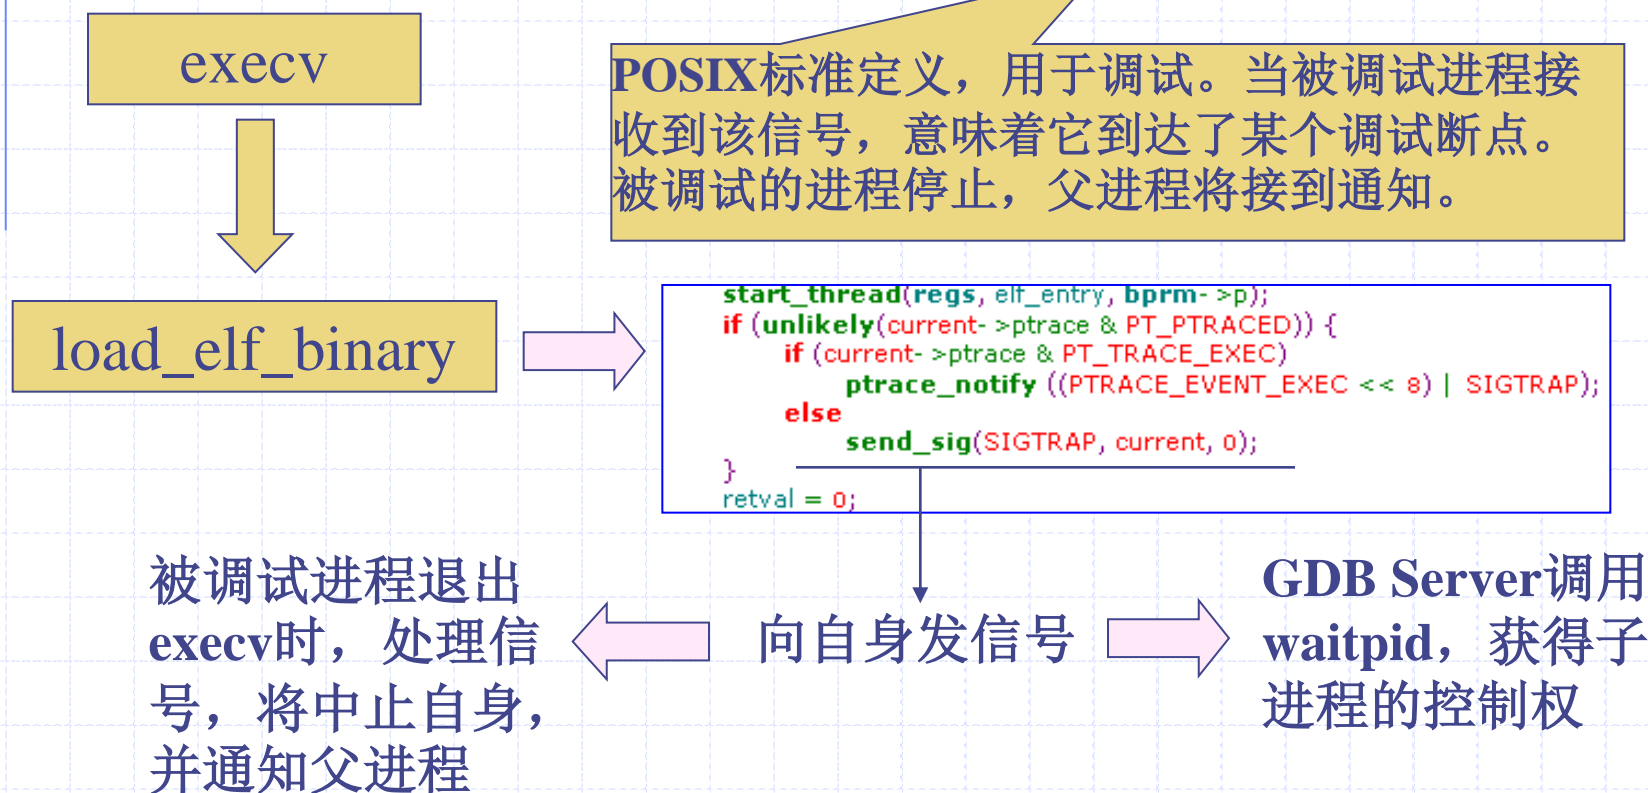 execv
POSIX标准定义，用于调试。当被调试进程接
收到该信号，意味着它到达了某个调试断点。
被调试的进程停止，父进程将接到通知。
load_elf_binary
start_thread(regs, elf_entry, bprm->p);
if (unlikely(current->ptrace & PT_PTRACED)) {
if (current->ptrace & PT_TRACE_EXEC)
ptrace_notify ((PTRACE_EVENT_EXEC << 8) | SIGTRAP);
else
send_sig(SIGTRAP, current, 0);
}
retval = 0;
被调试进程退出
execv时，处理信
号，将中止自身，
并通知父进程
向自身发信号
GDB Server调用
waitpid，获得子
进程的控制权